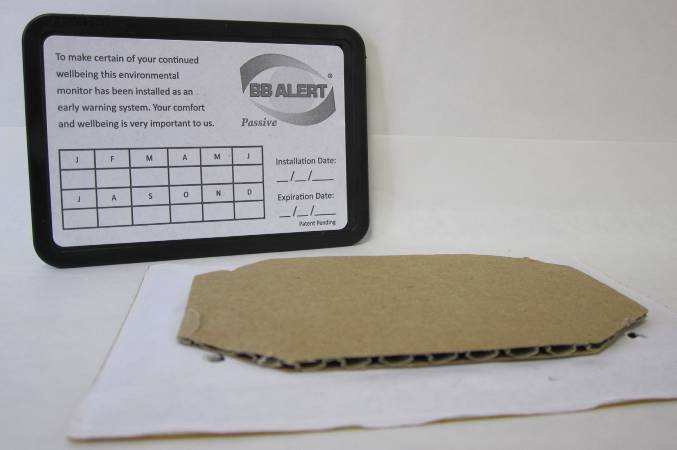 To make certain of your continued
wellbeing this environmental
monitor has been installed as an
early warning system. Your comfort
and wellbeing is very important to us.
BB ALERT®
Passive
J F M A M J
J A S O N D
Installation Date:
__/__/___
Expiration Date:
__/__/___
Patent Pending